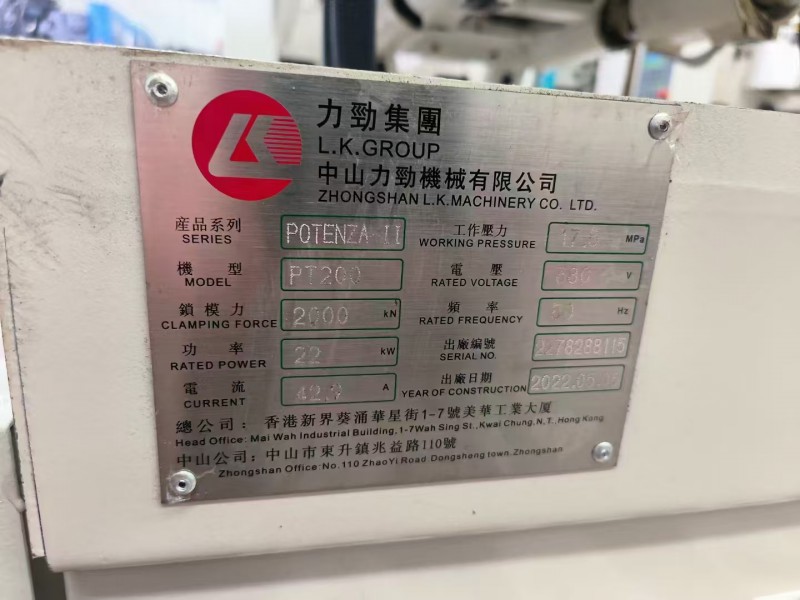 力勁集團
L.K.GROUP
中山力勁機械有限公司
ZHONGSHAN L.K.MACHINERY CO. LTD.
産品系列 POTENZA II 工作壓力 MPa
SERIES WORKING PRESSURE
機 型 PT200 電 壓 V
MODEL RATED VOLTAGE
鎖模力 2000 kN 頻 率 Hz
CLAMPING FORCE RATED FREQUENCY
功 率 22 kW 出廠編號
RATED POWER SERIAL NO.
電 流 A 出廠日期
CURRENT YEAR OF CONSTRUCTION
總公司： 香港新界葵涌華星街1-7號美華工業大厦
Head Office: Mai Wah Industrial Building,1-7Wah Sing St., Kwai Chung, N.T., Hong Kong.
中山公司：中山市東升鎮兆益路110號
Zhongshan Office:No.110 ZhaoYi Road.Dongsheng town.Zhongshan